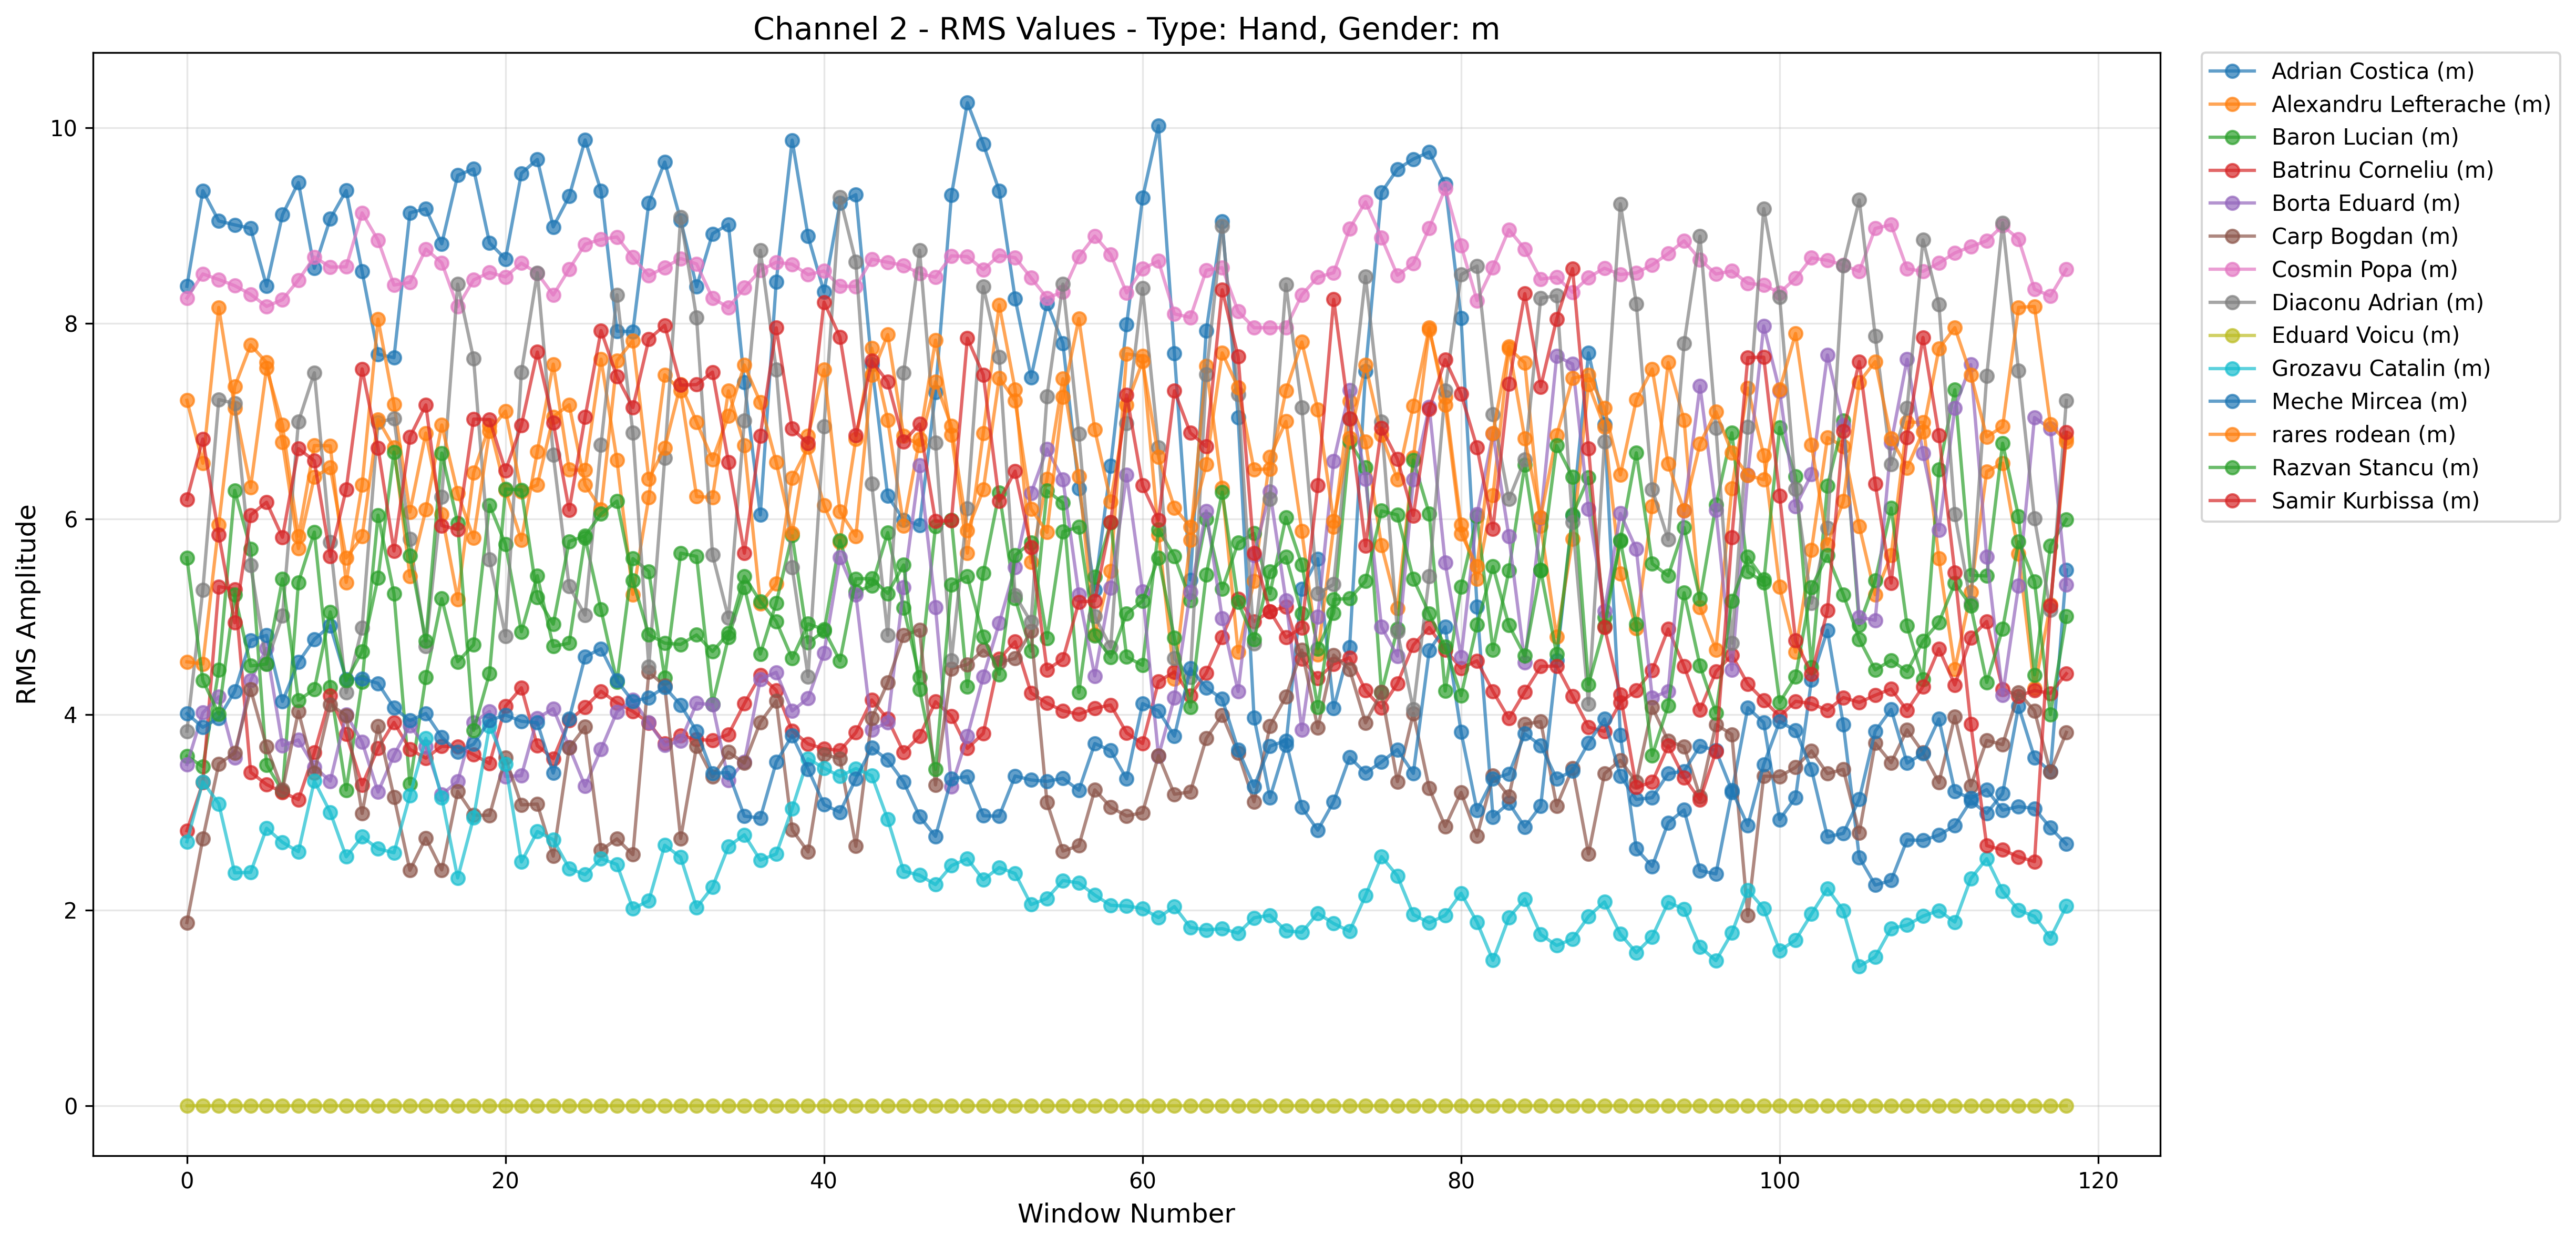 Channel 2 - RMS Values - Type: Hand, Gender: m
RMS Amplitude
10
8
6
4
2
0
0 20 40 60 80 100 120
Window Number
Adrian Costica (m)
Alexandru Lefterache (m)
Baron Lucian (m)
Batrinu Corneliu (m)
Borta Eduard (m)
Carp Bogdan (m)
Cosmin Popa (m)
Diaconu Adrian (m)
Eduard Voicu (m)
Grozavu Catalin (m)
Meche Mircea (m)
rares rodean (m)
Razvan Stancu (m)
Samir Kurbissa (m)